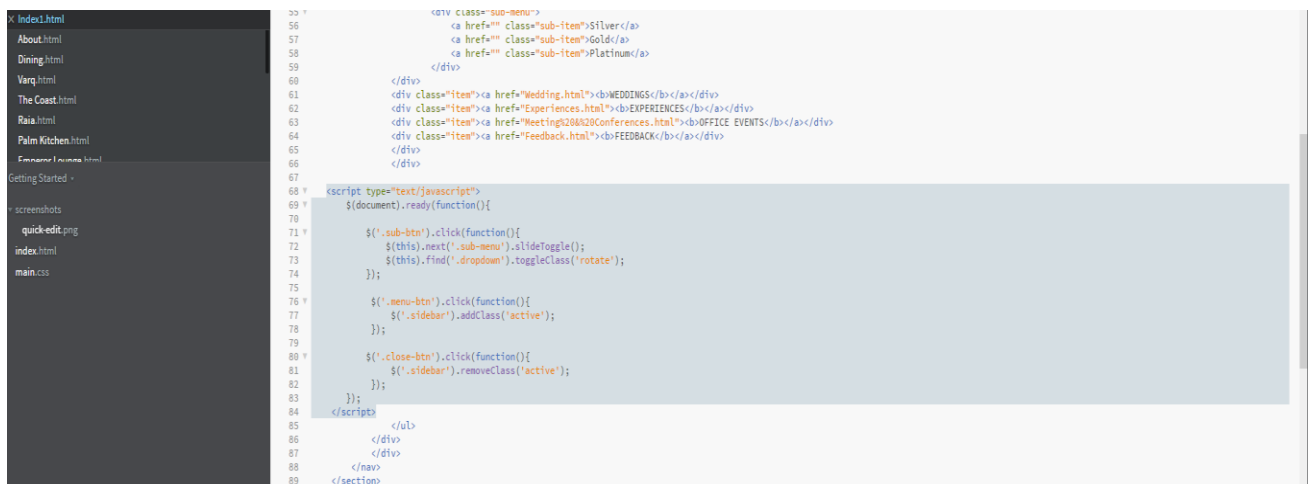 X Index1.html
About.html
Dining.html
Varq.html
The Coast.html
Raia.html
Palm Kitchen.html
Emperor Lounge.html
Getting Started
screenshots
quick-edit.png
index.html
main.css
55 <div class="sub-menu">
56 <a href="" class="sub-item">Silver</a>
57 <a href="" class="sub-item">Gold</a>
58 <a href="" class="sub-item">Platinum</a>
59 </div>
60 </div>
61 <div class="item"><a href="Wedding.html"><b>WEDDINGS</b></a></div>
62 <div class="item"><a href="Experiences.html"><b>EXPERIENCES</b></a></div>
63 <div class="item"><a href="Meeting%20&%20Conferences.html"><b>OFFICE EVENTS</b></a></div>
64 <div class="item"><a href="Feedback.html"><b>FEEDBACK</b></a></div>
65 </div>
66 </div>
67
68 <script type="text/javascript">
69 $(document).ready(function(){
70
71 $('.sub-btn').click(function(){
72 $(this).next('.sub-menu').slideToggle();
73 $(this).find('.dropdown').toggleClass('rotate');
74 });
75
76 $('.menu-btn').click(function(){
77 $('.sidebar').addClass('active');
78 });
79
80 $('.close-btn').click(function(){
81 $('.sidebar').removeClass('active');
82 });
83 });
84 </script>
85 </ul>
86 </div>
87 </div>
88 </nav>
89 </section>